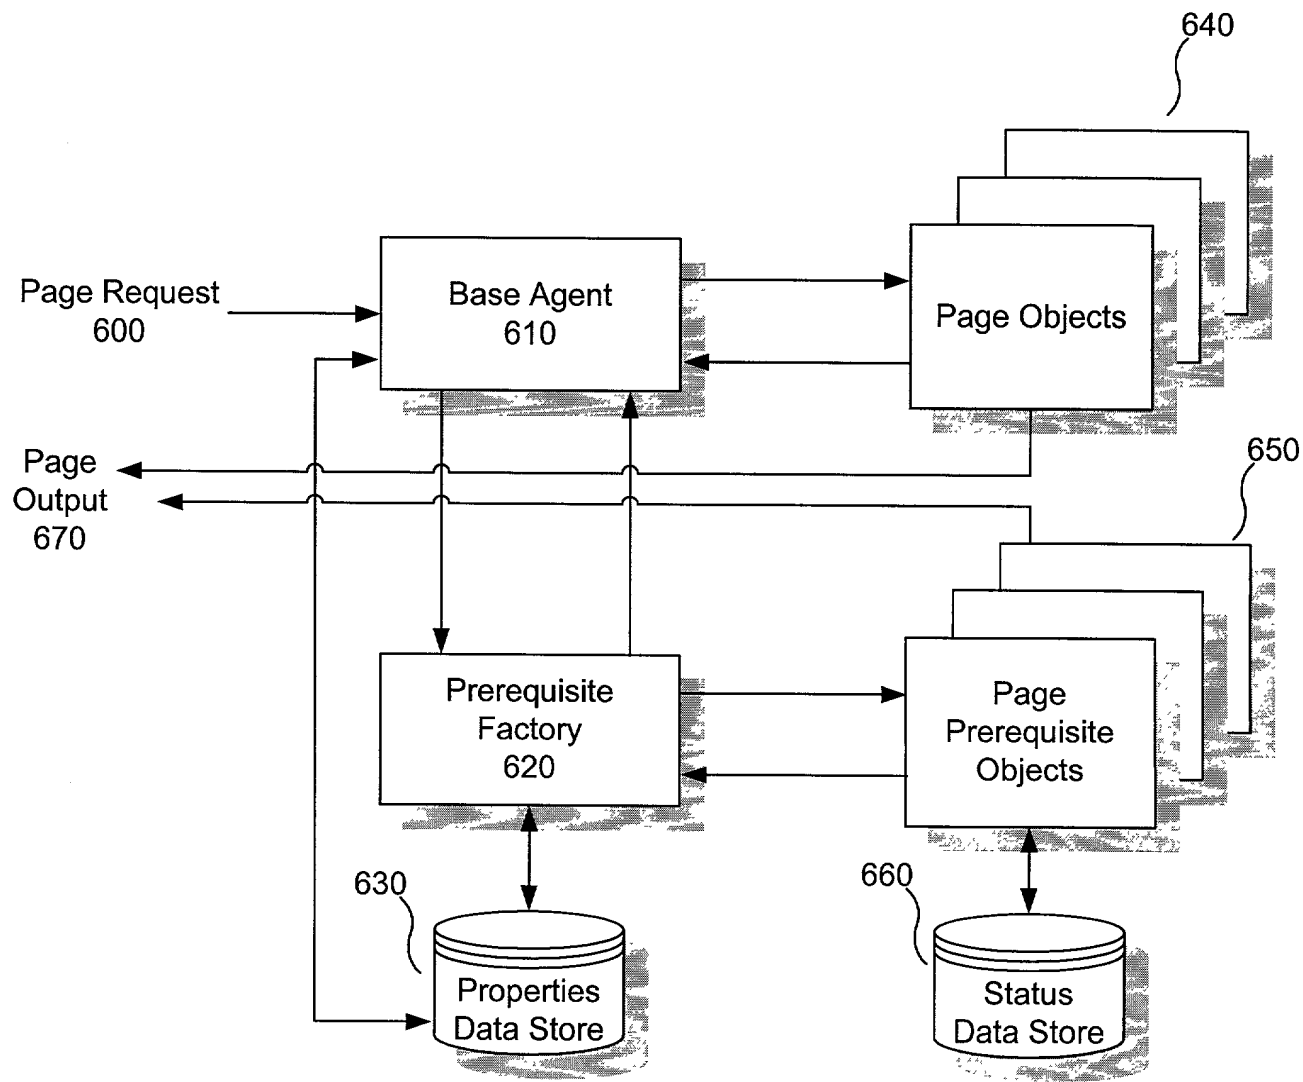 640
Page Request
600
Base Agent
610
Page Objects
Page
Output
670
650
Prerequisite
Factory
620
Page
Prerequisite
Objects
630
660
Properties
Data Store
Status
Data Store